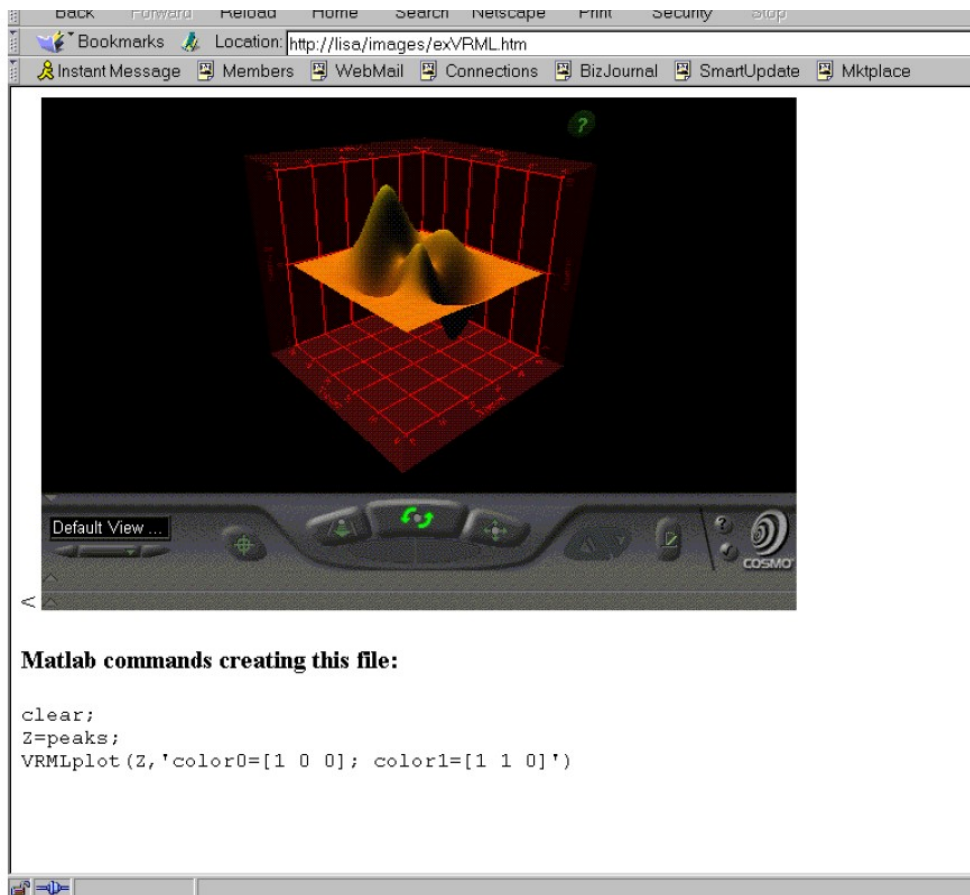 Back Forward Reload Home Search Netscape Print Security Stop
Bookmarks Location: http://lisa/images/exVRML.htm
Instant Message Members WebMail Connections BizJournal SmartUpdate Mktplace
?
Default View ...
?
COSMO
<
Matlab commands creating this file:
clear;
Z=peaks;
VRMLplot(Z,'color0=[1 0 0]; color1=[1 1 0]')